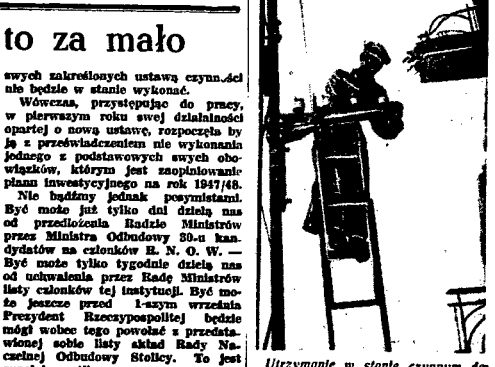 to za mało
swych zakreślonych ustawą czynności
nie będzie w stanie wykonać.
Wówczas, przystępując do pracy,
w pierwszym roku swej działalności
opartej o nową ustawę, rozpoczęła by
ją z przeświadczeniem nie wykonania
jednego z podstawowych swych obo-
wiązków, którym jest zaopiniowanie
planu inwestycyjnego na rok 1947/48.
Nie bądźmy jednak pesymistami.
Być może już tylko dni dzielą nas
od przedłożenia Radzie Ministrów
przez Ministra Odbudowy 30-u kan-
dydatów na członków R. N. O. W. —
Być może tylko tygodnie dzielą nas
od uchwalenia przez Radę Ministrów
listy członków tej instytucji. Być mo-
że jeszcze przed 1-szym września
Prezydent Rzeczypospolitej będzie
mógł wobec tego powołać z przedsta-
wionej sobie listy skład Rady Na-
czelnej Odbudowy Stolicy. To jest
Utrzymanie w stanie czynnym